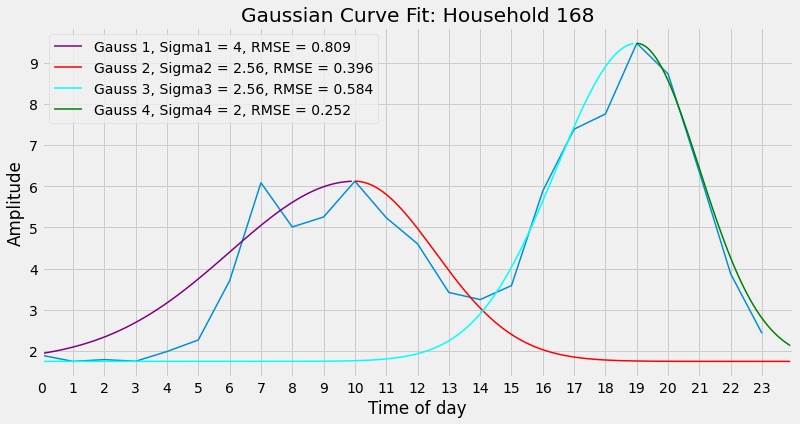 Gaussian Curve Fit: Household 168
Gauss 1, Sigma1 = 4, RMSE = 0.809
Gauss 2, Sigma2 = 2.56, RMSE = 0.396
Gauss 3, Sigma3 = 2.56, RMSE = 0.584
Gauss 4, Sigma4 = 2, RMSE = 0.252
Amplitude
9
8
7
6
5
4
3
2
0 1 2 3 4 5 6 7 8 9 10 11 12 13 14 15 16 17 18 19 20 21 22 23
Time of day